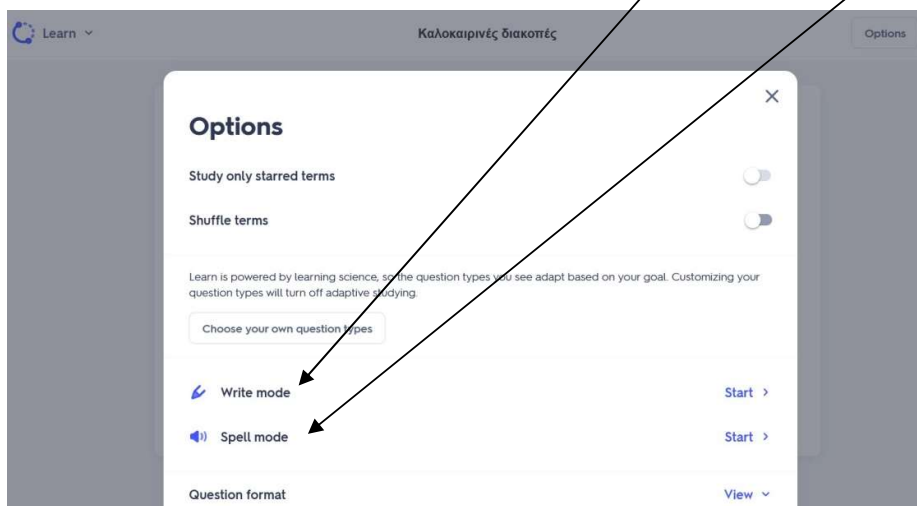 Learn
Καλοκαιρινές διακοπές
Options
Options
Study only starred terms
Shuffle terms
Learn is powered by learning science, so the question types you see adapt based on your goal. Customizing your
question types will turn off adaptive studying.
Choose your own question types
Write mode
Start
Spell mode
Start
Question format
View